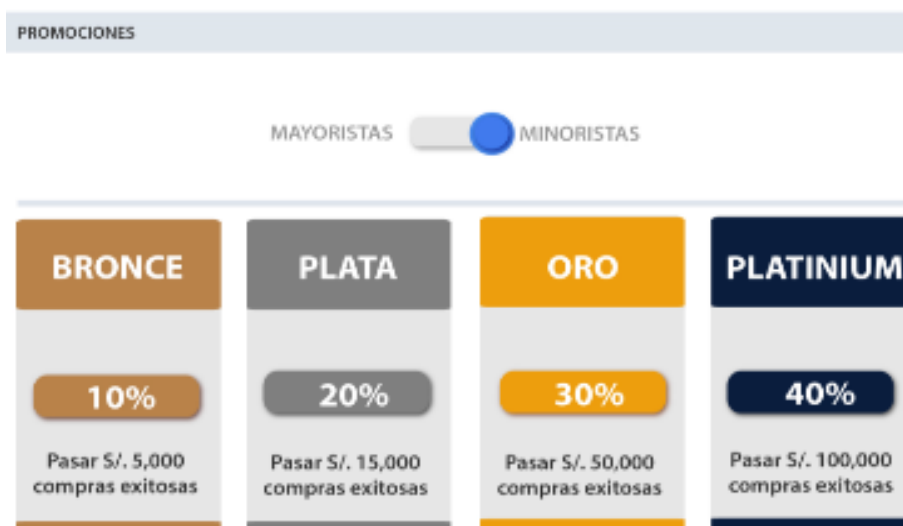 PROMOCIONES
MAYORISTAS MINORISTAS
BRONCE PLATA ORO PLATINIUM
10% 20% 30% 40%
Pasar S/. 5,000 Pasar S/. 15,000 Pasar S/. 50,000 Pasar S/. 100,000
compras exitosas compras exitosas compras exitosas compras exitosas